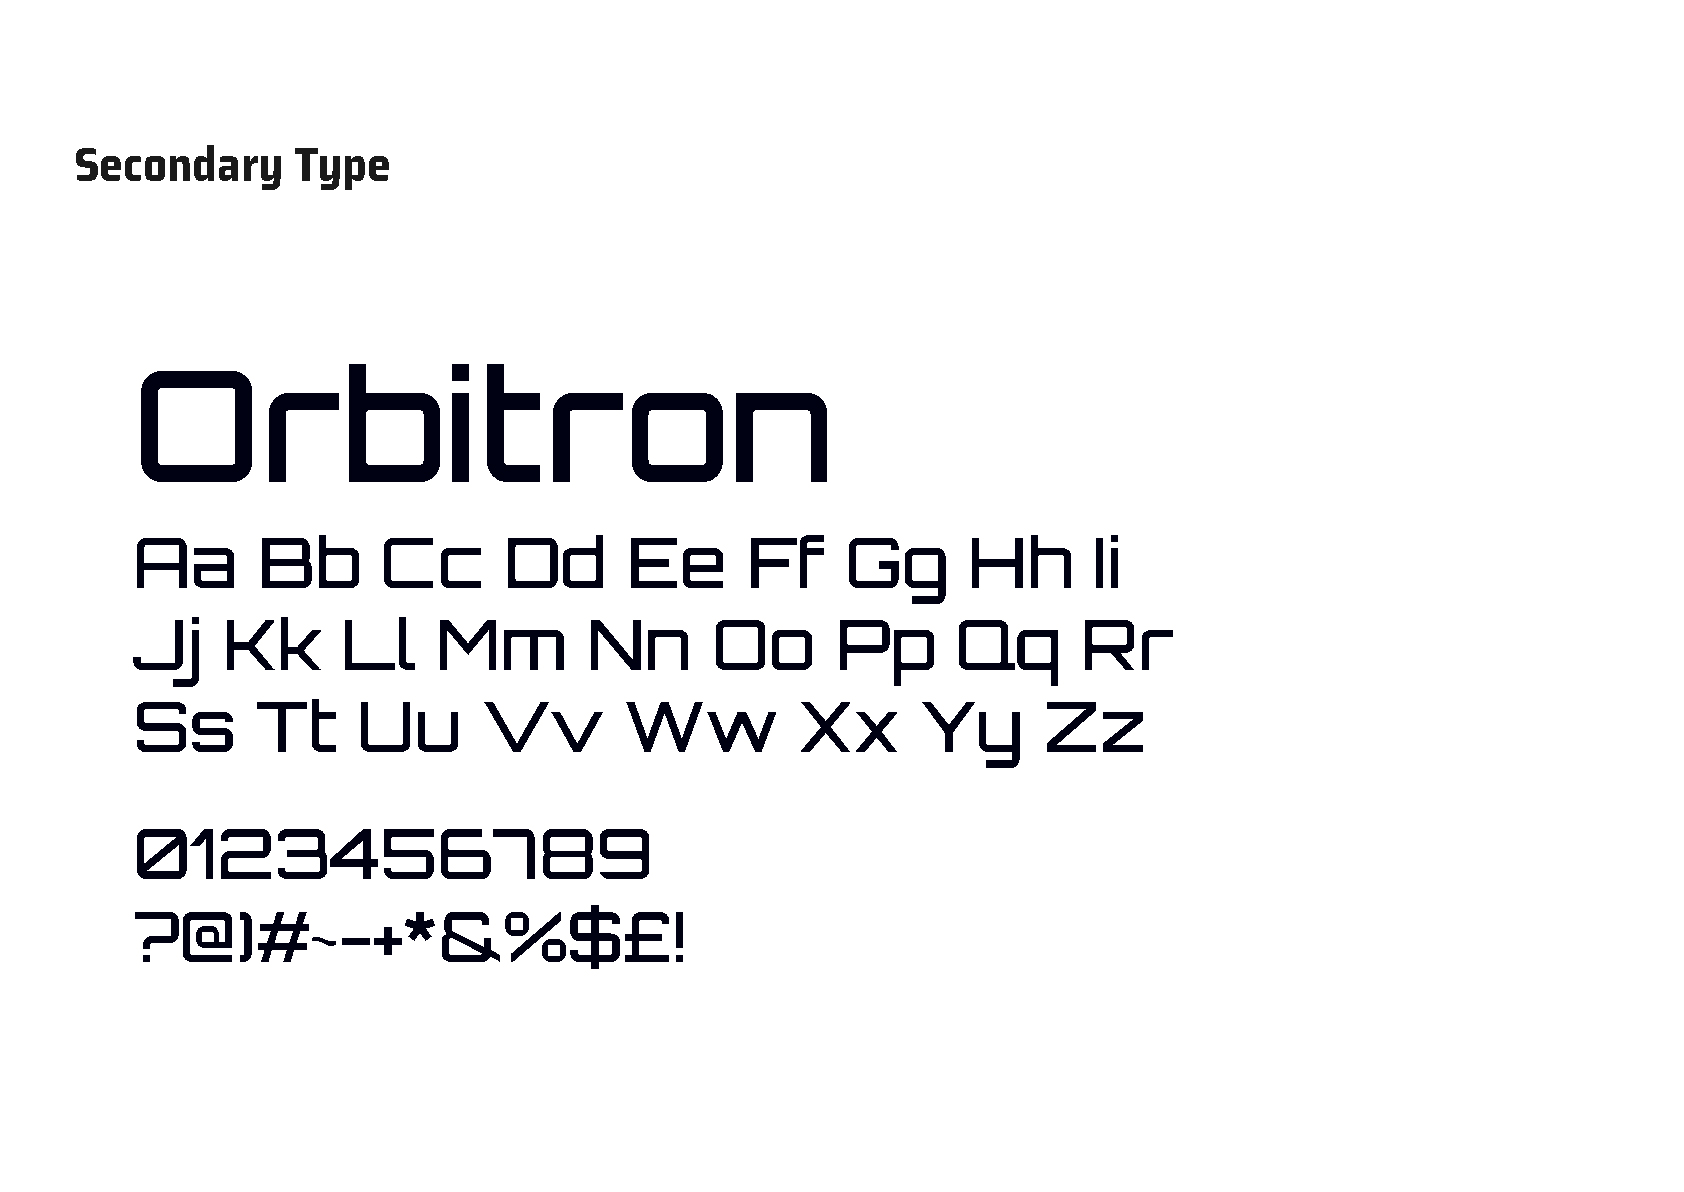 Secondary Type
Orbitron
Aa Bb Cc Dd Ee Ff Gg Hh Ii
Jj Kk Ll Mm Nn Oo Pp Qq Rr
Ss Tt Uu Vv Ww Xx Yy Zz
0123456789
?@)#~-+*&%$£!